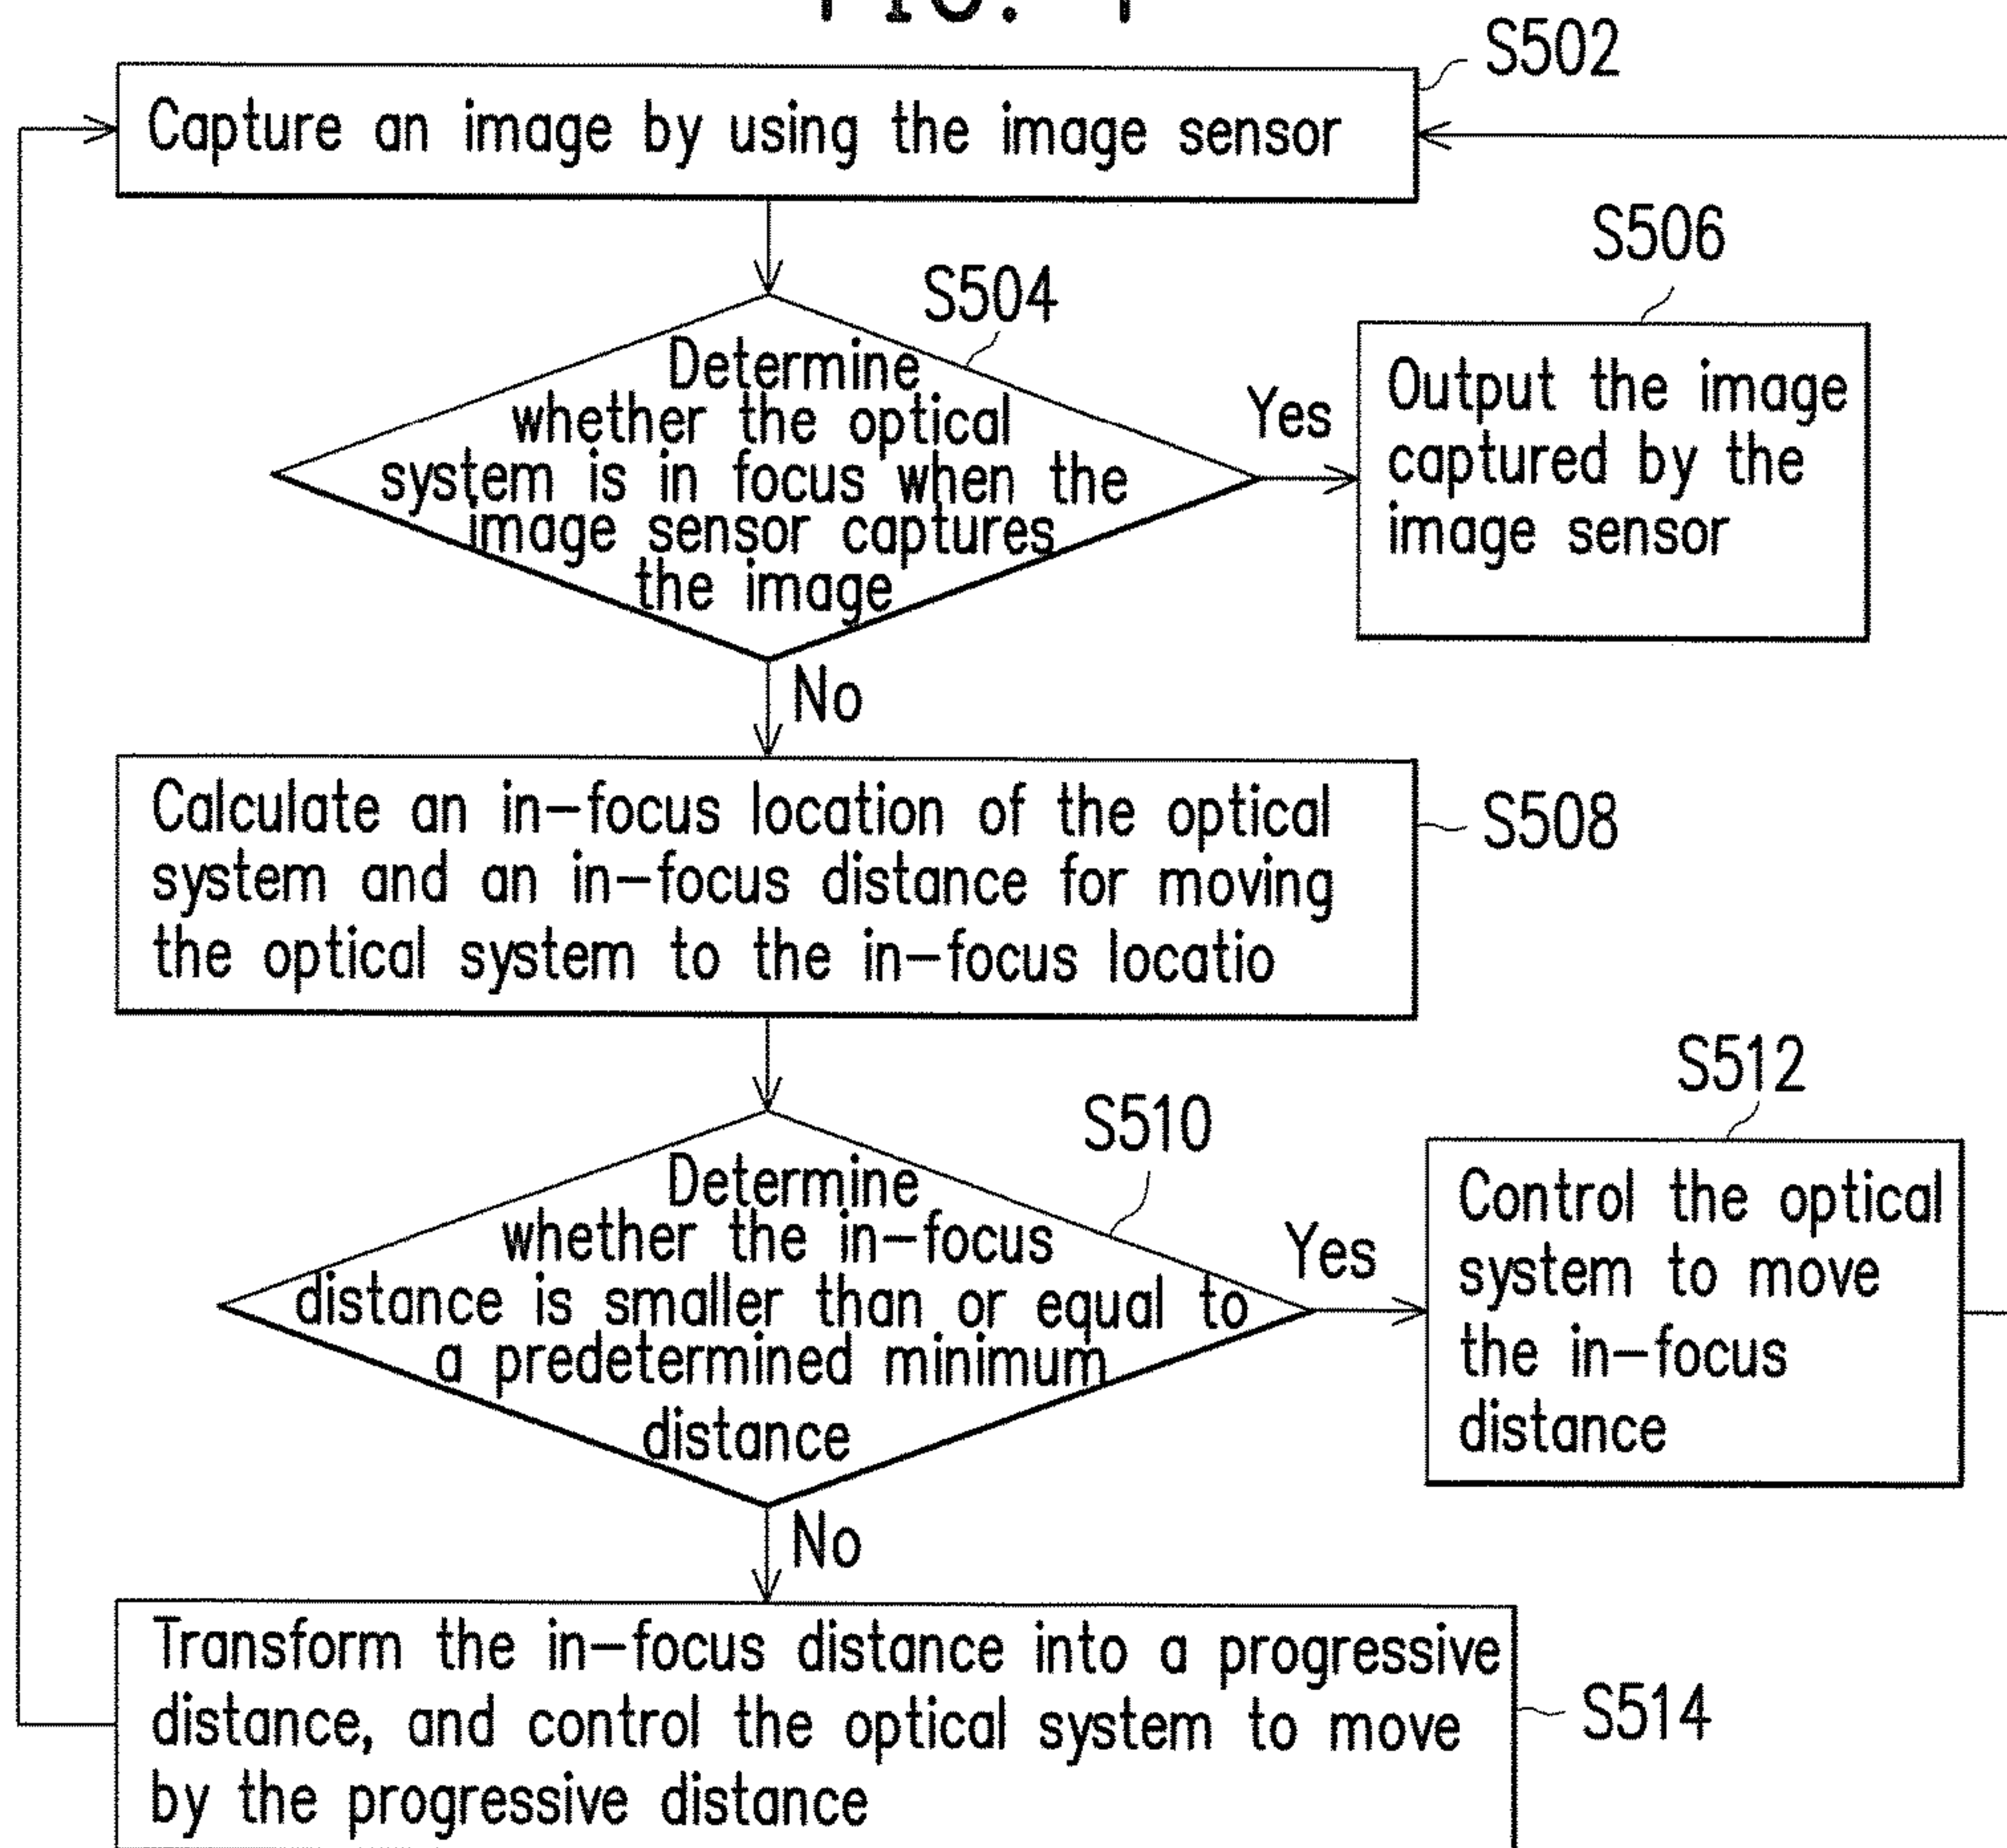 FIG. 4
S502
Capture an image by using the image sensor
S504
Determine
whether the optical
system is in focus when the
image sensor captures
the image
Yes
S506
Output the image
captured by the
image sensor
No
Calculate an in-focus location of the optical
system and an in-focus distance for moving
the optical system to the in-focus locatio
S508
S510
Determine
whether the in-focus
distance is smaller than or equal to
a predetermined minimum
distance
Yes
S512
Control the optical
system to move
the in-focus
distance
No
Transform the in-focus distance into a progressive
distance, and control the optical system to move
by the progressive distance
S514